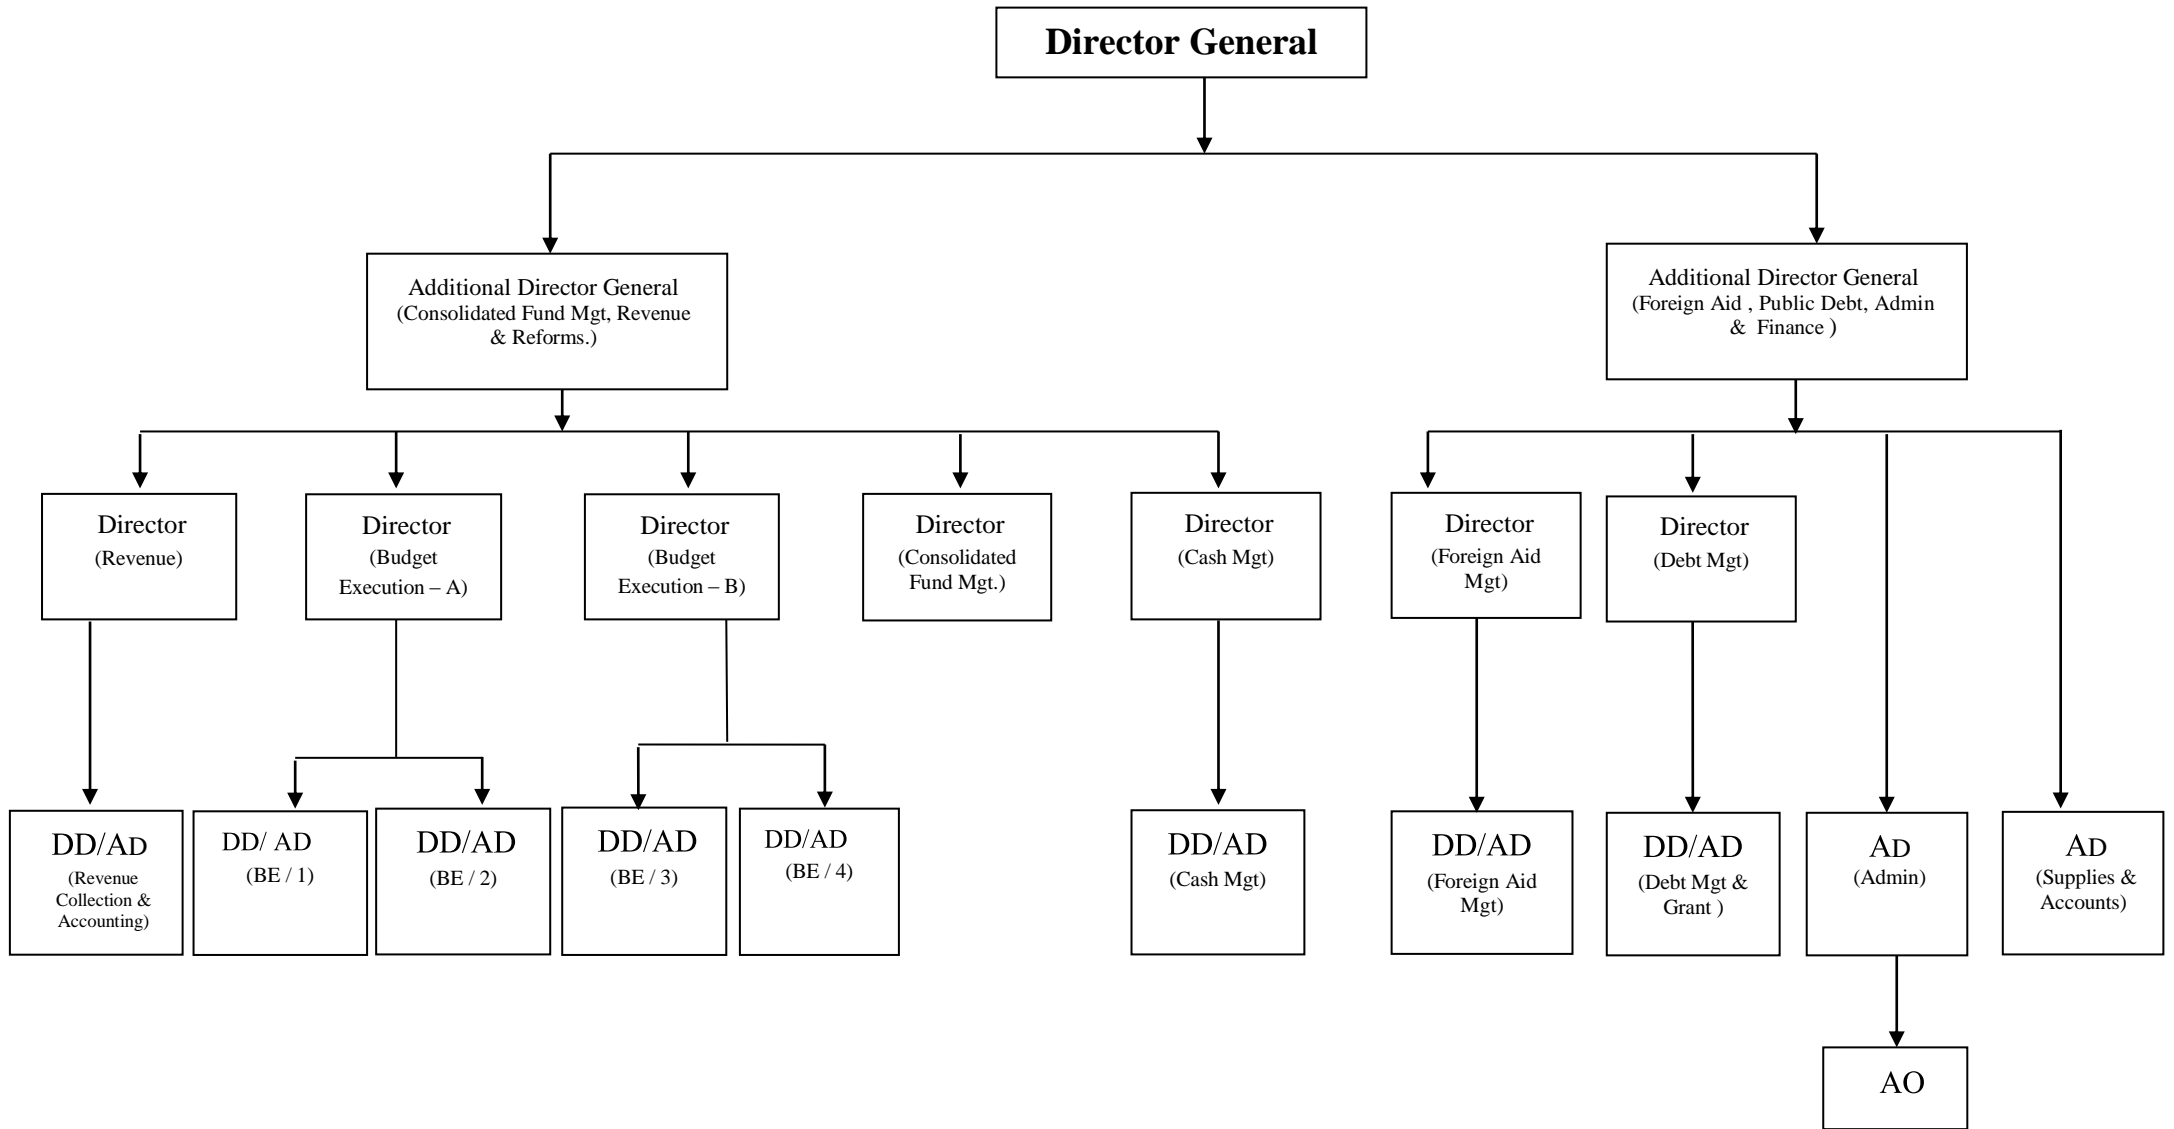 Director General
Additional Director General
(Consolidated Fund Mgt, Revenue
& Reforms.)
Additional Director General
(Foreign Aid , Public Debt, Admin
& Finance )
Director
(Revenue)
Director
(Budget
Execution – A)
Director
(Budget
Execution – B)
Director
(Consolidated
Fund Mgt.)
Director
(Cash Mgt)
Director
(Foreign Aid
Mgt)
Director
(Debt Mgt)
DD/AD
(Revenue
Collection &
Accounting)
DD/ AD
(BE / 1)
DD/AD
(BE / 2)
DD/AD
(BE / 3)
DD/AD
(BE / 4)
DD/AD
(Cash Mgt)
DD/AD
(Foreign Aid
Mgt)
DD/AD
(Debt Mgt &
Grant )
AD
(Admin)
AD
(Supplies &
Accounts)
AO